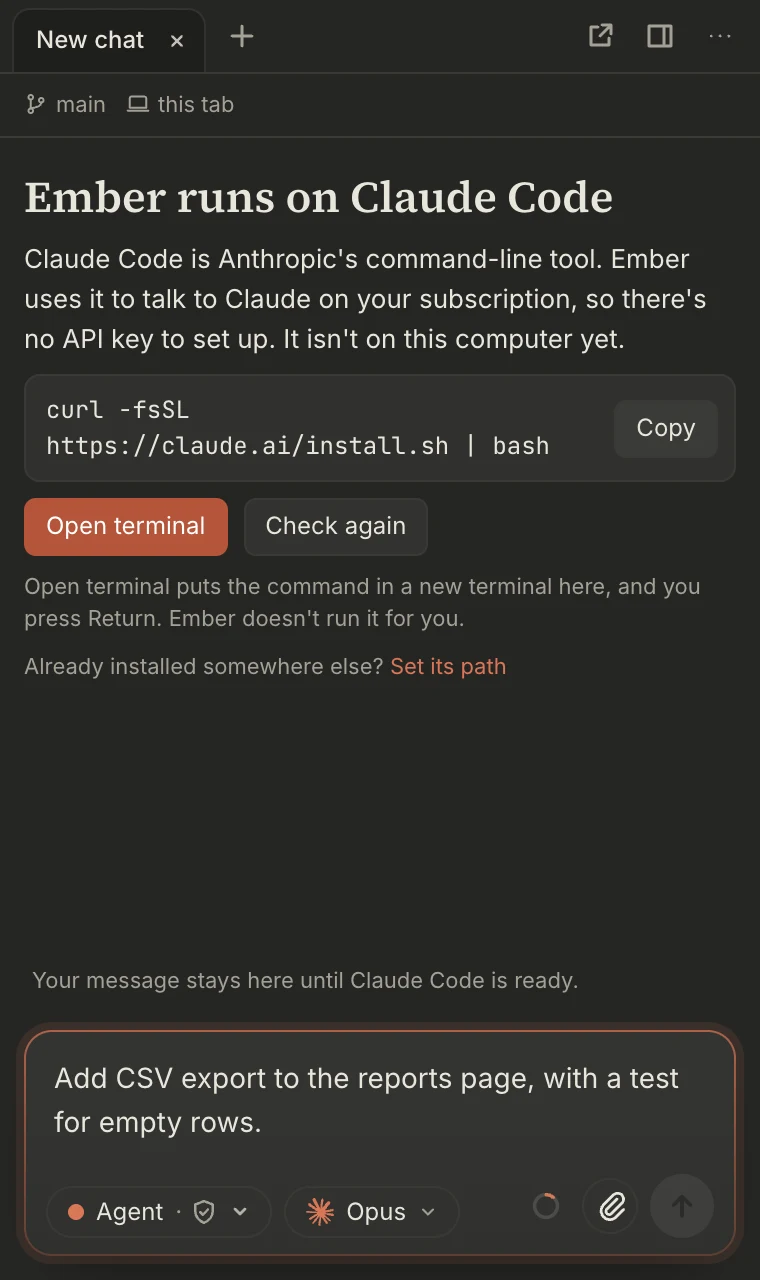 New chat
main this tab
Ember runs on Claude Code
Claude Code is Anthropic's command-line tool. Ember
uses it to talk to Claude on your subscription, so there's
no API key to set up. It isn't on this computer yet.
curl -fsSL
https://claude.ai/install.sh | bash
Copy
Open terminal Check again
Open terminal puts the command in a new terminal here, and you
press Return. Ember doesn't run it for you.
Already installed somewhere else? Set its path
Your message stays here until Claude Code is ready.
Add CSV export to the reports page, with a test
for empty rows.
Agent · Opus